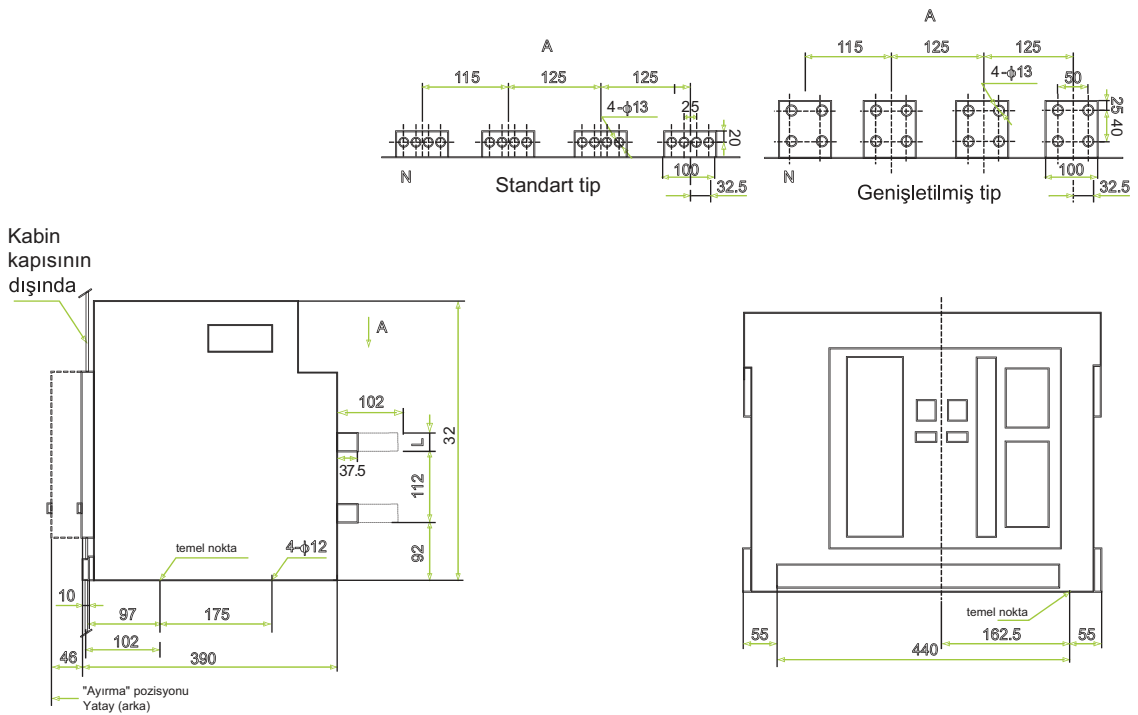 A
115
125
125
4-ϕ13
25
20
N
Standart tip
100
32.5
A
115
125
125
4-ϕ13
50
25
40
N
Genişletilmiş tip
100
32.5
Kabin
kapısının
dışında
A
102
L
37.5
32
112
92
temel nokta
4-ϕ12
10
97
175
102
46
390
"Ayırma" pozisyonu
Yatay (arka)
temel nokta
55
162.5
55
440